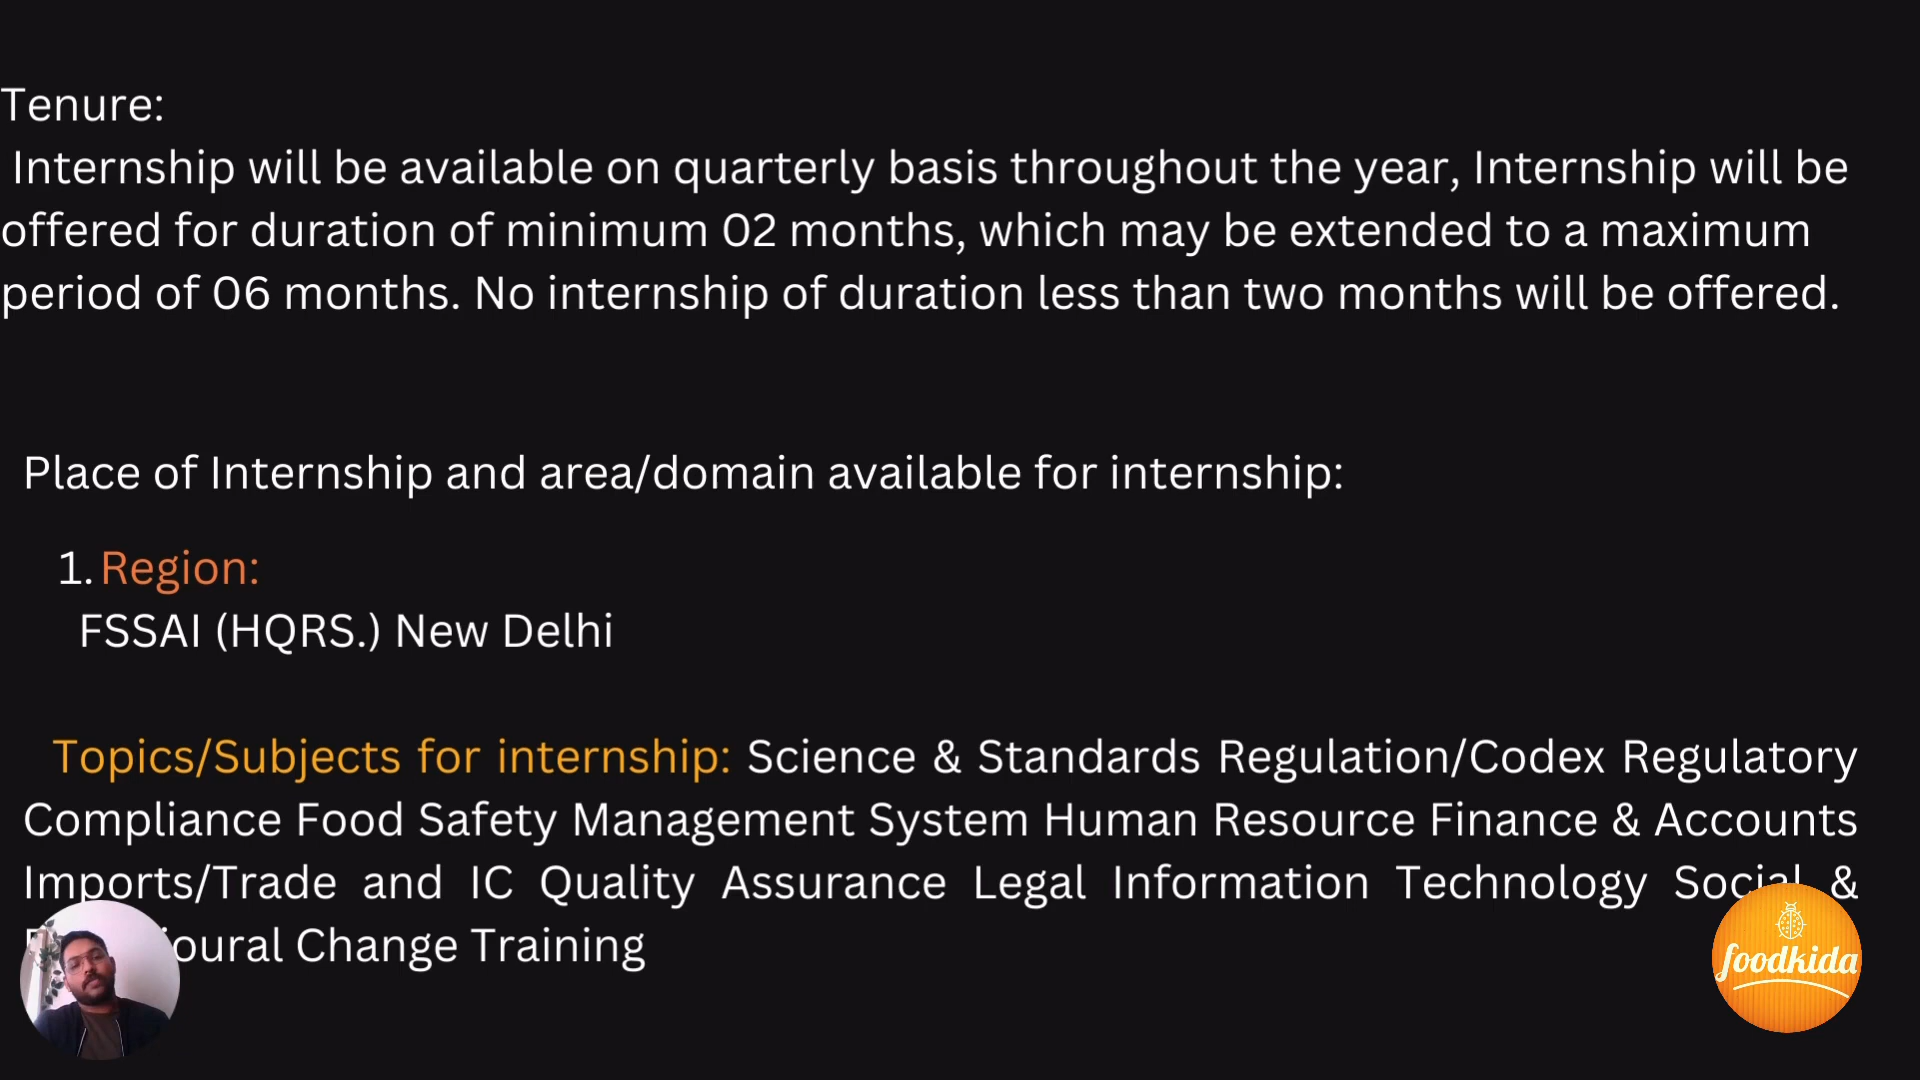 Tenure:
Internship will be available on quarterly basis throughout the year, Internship will be
offered for duration of minimum 02 months, which may be extended to a maximum
period of 06 months. No internship of duration less than two months will be offered.
Place of Internship and area/domain available for internship:
1. Region:
FSSAI (HQRS.) New Delhi
Topics/Subjects for internship: Science & Standards Regulation/Codex Regulatory
Compliance Food Safety Management System Human Resource Finance & Accounts
Imports/Trade and IC Quality Assurance Legal Information Technology Social &
Change Training
foodkida